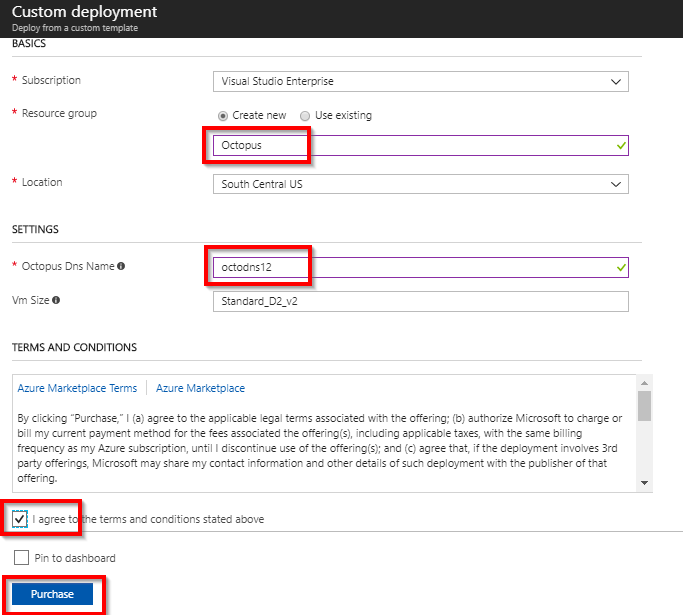 Custom deployment
Deploy from a custom template
BASICS
* Subscription
Visual Studio Enterprise
* Resource group
Create new Use existing
Octopus
* Location
South Central US
SETTINGS
* Octopus Dns Name
octodns12
Vm Size
Standard_D2_v2
TERMS AND CONDITIONS
Azure Marketplace Terms Azure Marketplace
By clicking “Purchase,” I (a) agree to the applicable legal terms associated with the offering; (b) authorize Microsoft to charge or
bill my current payment method for the fees associated the offering(s), including applicable taxes, with the same billing
frequency as my Azure subscription, until I discontinue use of the offering(s); and (c) agree that, if the deployment involves 3rd
party offerings, Microsoft may share my contact information and other details of such deployment with the publisher of that
offering.
I agree to the terms and conditions stated above
Pin to dashboard
Purchase